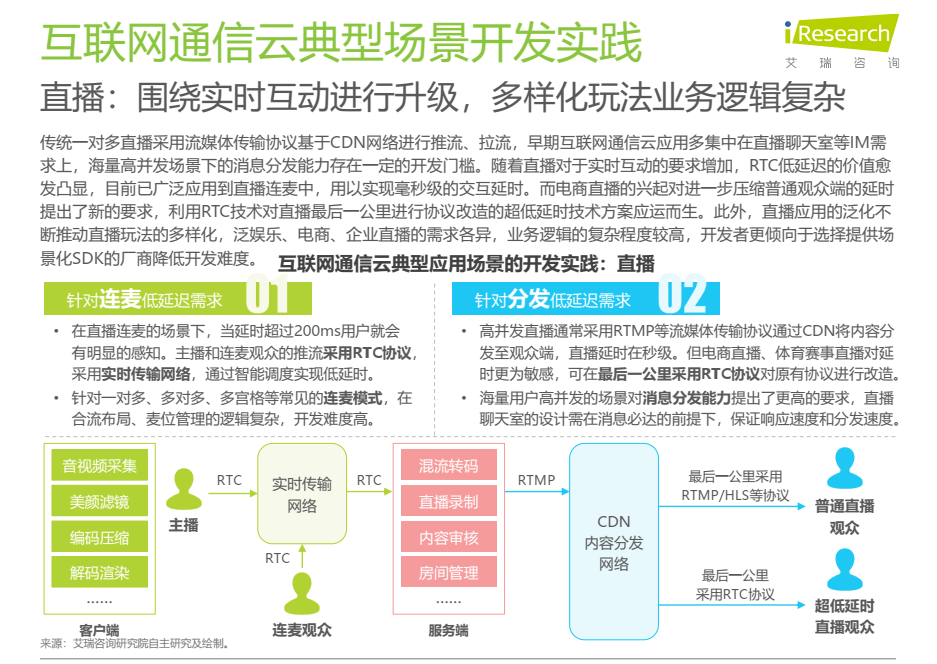 互联网通信云典型场景开发实践
iResearch
艾 瑞 咨 询
直播：围绕实时互动进行升级，多样化玩法业务逻辑复杂
传统一对多直播采用流媒体传输协议基于CDN网络进行推流、拉流，早期互联网通信云应用多集中在直播聊天室等IM需
求上，海量高并发场景下的消息分发能力存在一定的开发门槛。随着直播对于实时互动的要求增加，RTC低延迟的价值愈
发凸显，目前已广泛应用到直播连麦中，用以实现毫秒级的交互延时。而电商直播的兴起对进一步压缩普通观众端的延时
提出了新的要求，利用RTC技术对直播最后一公里进行协议改造的超低延时技术方案应运而生。此外，直播应用的泛化不
断推动直播玩法的多样化，泛娱乐、电商、企业直播的需求各异，业务逻辑的复杂程度较高，开发者更倾向于选择提供场
景化SDK的厂商降低开发难度。
互联网通信云典型应用场景的开发实践：直播
针对连麦低延迟需求 01
• 在直播连麦的场景下，当延时超过200ms用户就会
有明显的感知。主播和连麦观众的推流采用RTC协议，
采用实时传输网络，通过智能调度实现低延时。
• 针对一对多、多对多、多宫格等常见的连麦模式，在
合流布局、麦位管理的逻辑复杂，开发难度高。
针对分发低延迟需求 02
• 高并发直播通常采用RTMP等流媒体传输协议通过CDN将内容分
发至观众端，直播延时在秒级。但电商直播、体育赛事直播对延
时更为敏感，可在最后一公里采用RTC协议对原有协议进行改造。
• 海量用户高并发的场景对消息分发能力提出了更高的要求，直播
聊天室的设计需在消息必达的前提下，保证响应速度和分发速度。
音视频采集
美颜滤镜
编码压缩
解码渲染
......
客户端
主播
RTC
实时传输
网络
RTC
连麦观众
RTC
混流转码
直播录制
内容审核
房间管理
......
服务端
RTMP
CDN
内容分发
网络
最后一公里采用
RTMP/HLS等协议
普通直播
观众
最后一公里
采用RTC协议
超低延时
直播观众
来源：艾瑞咨询研究院自主研究及绘制。